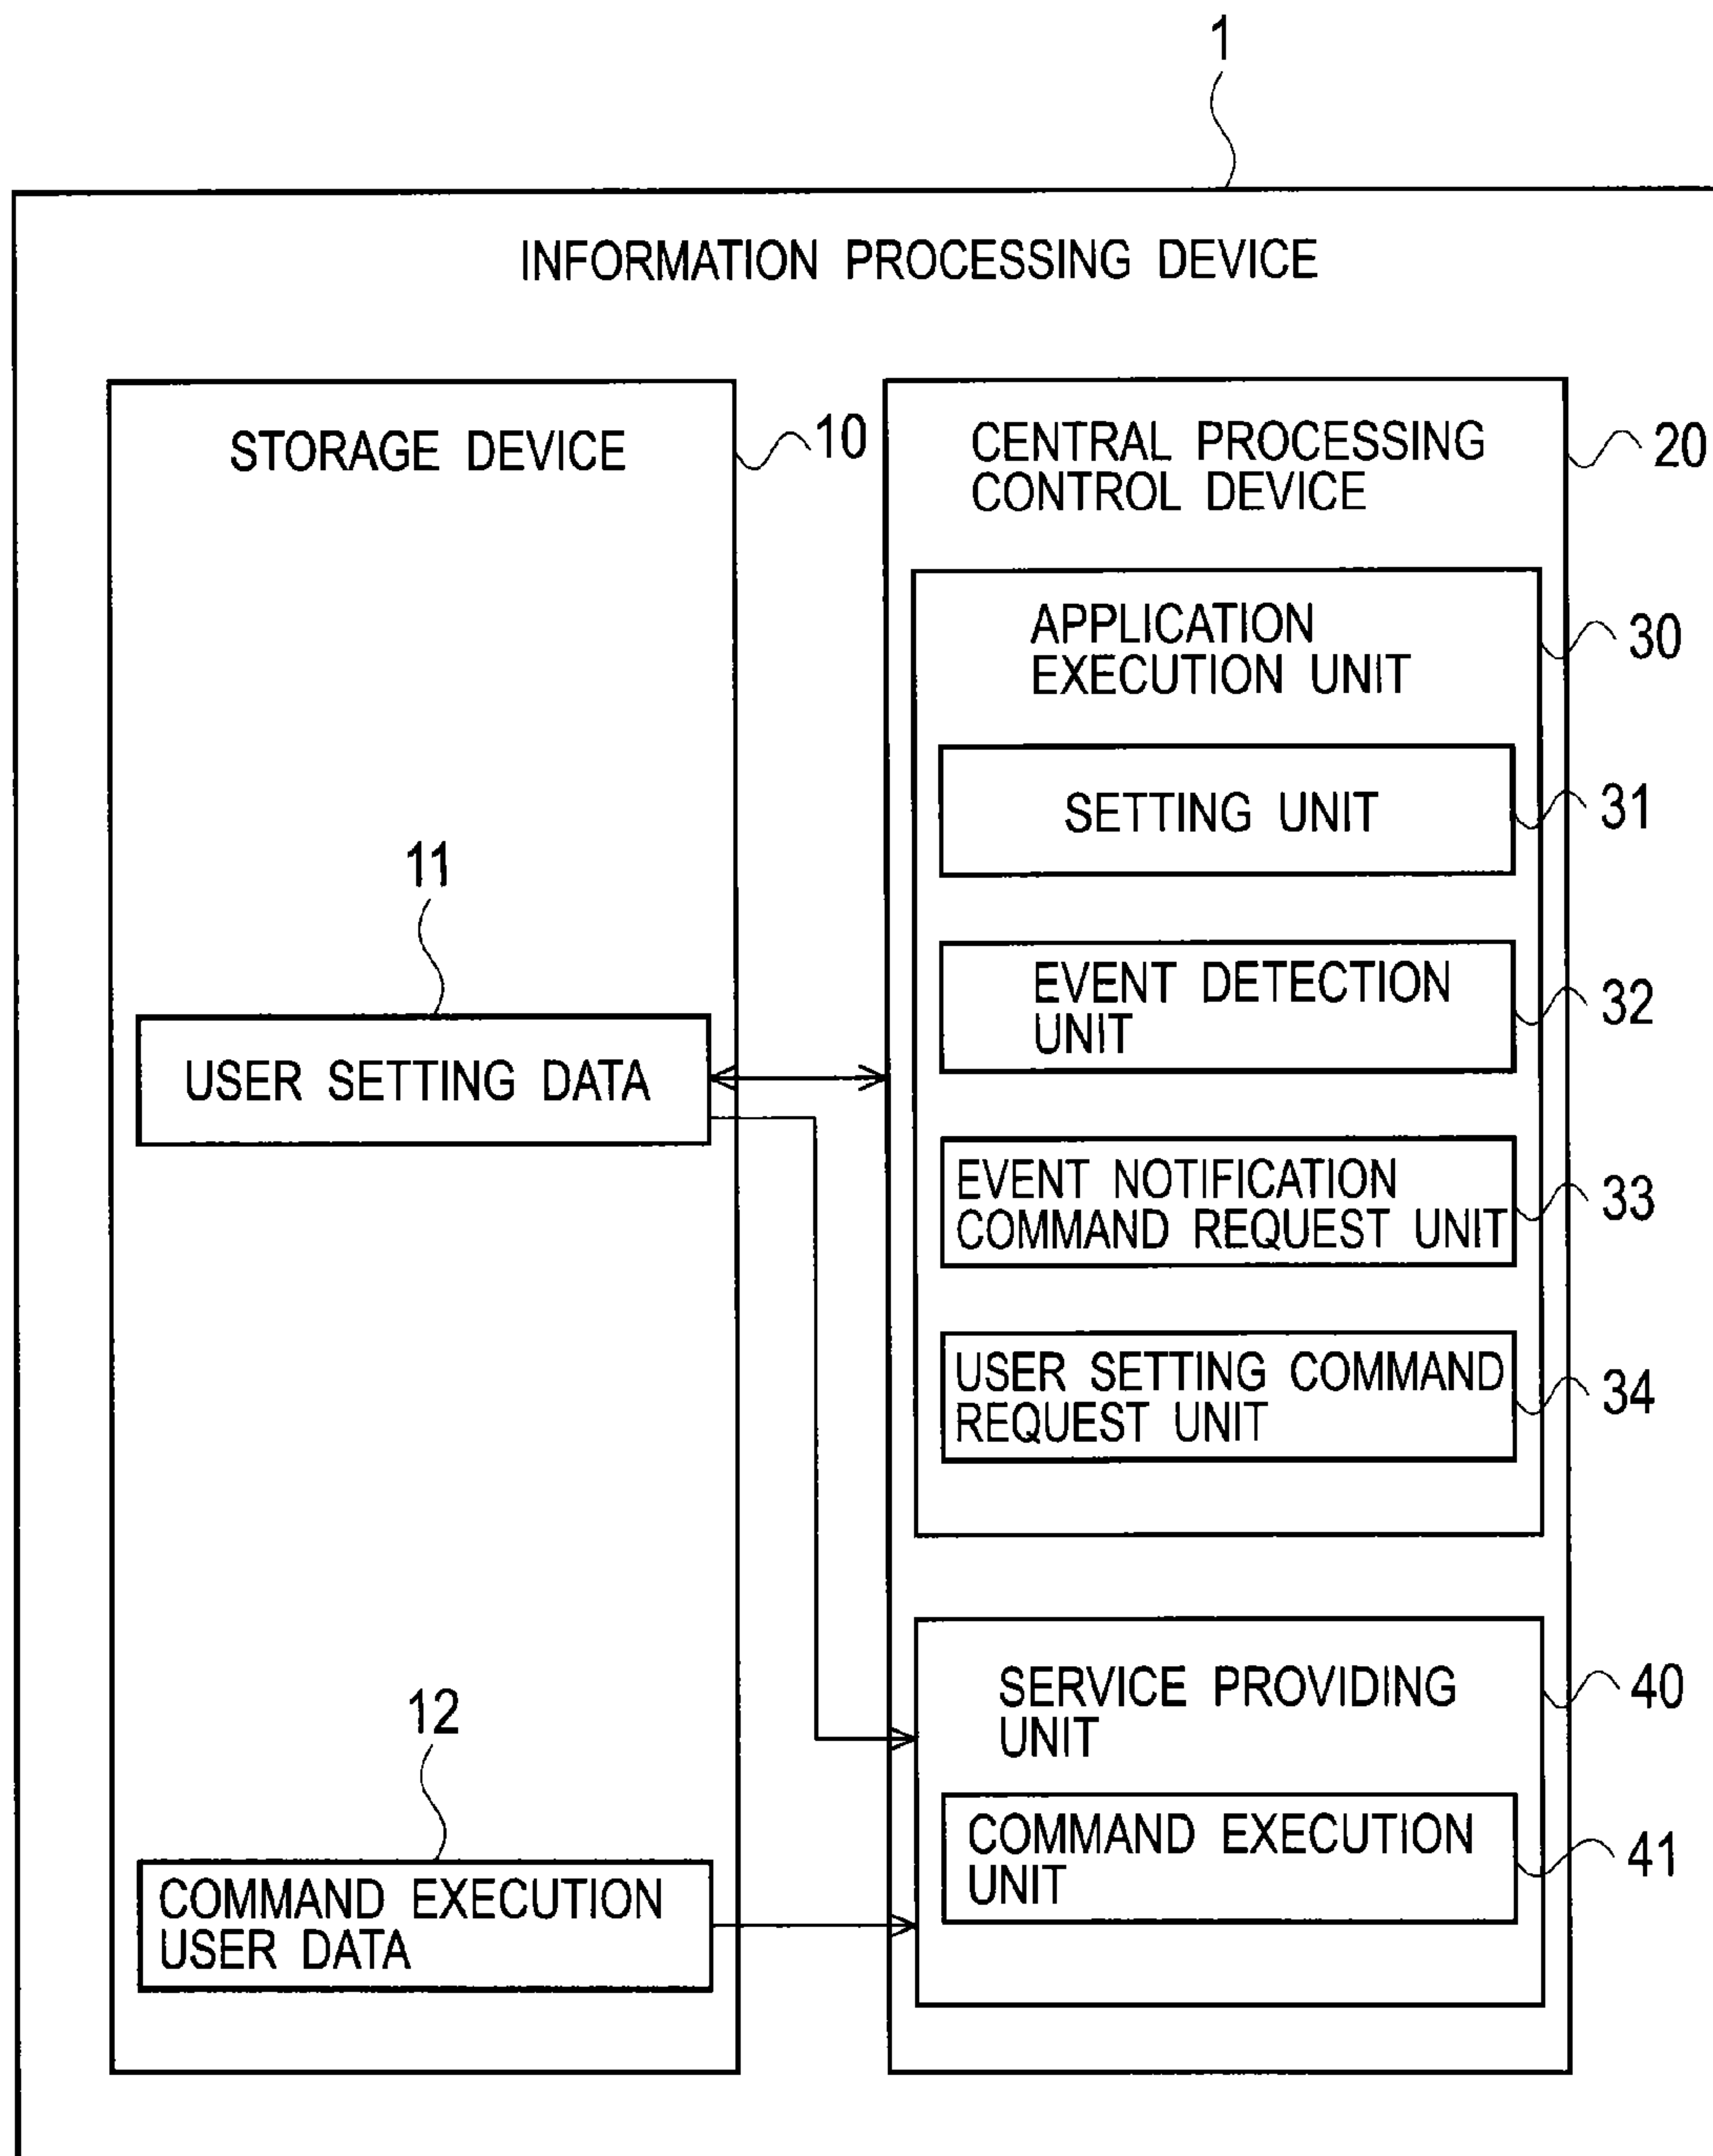 1
INFORMATION PROCESSING DEVICE
STORAGE DEVICE
10
11
USER SETTING DATA
12
COMMAND EXECUTION
USER DATA
CENTRAL PROCESSING
CONTROL DEVICE
20
APPLICATION
EXECUTION UNIT
30
SETTING UNIT
31
EVENT DETECTION
UNIT
32
EVENT NOTIFICATION
COMMAND REQUEST UNIT
33
USER SETTING COMMAND
REQUEST UNIT
34
SERVICE PROVIDING
UNIT
40
COMMAND EXECUTION
UNIT
41